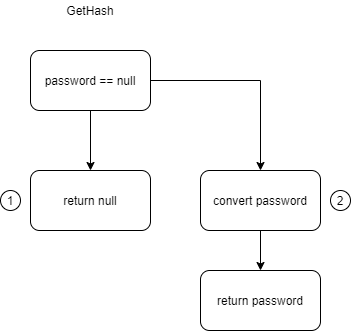 GetHash
password == null
1
return null
convert password
2
return password